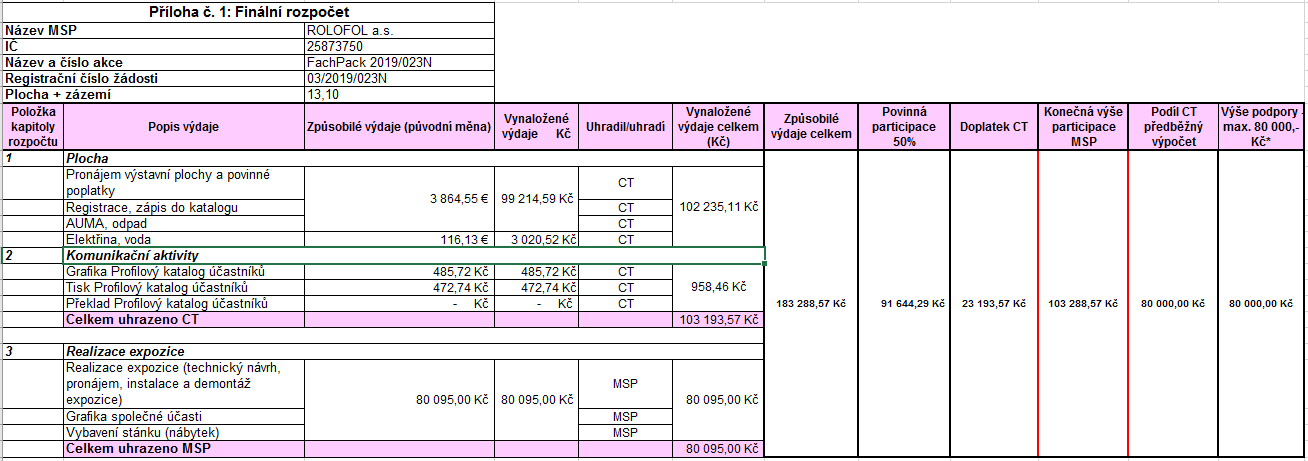 Příloha č. 1: Finální rozpočet
Název MSP ROLOFOL a.s.
IČ 25873750
Název a číslo akce FachPack 2019/023N
Registrační číslo žádosti 03/2019/023N
Plocha + zázemí 13,10
Položka kapitoly rozpočtu Popis výdaje Způsobilé výdaje (původní měna) Vynaložené výdaje Kč Uhradil/uhradí Vynaložené výdaje celkem (Kč) Způsobilé výdaje celkem Povinná participace 50% Doplatek CT Konečná výše participace MSP Podíl CT předběžný výpočet Výše podpory - max. 80 000,- Kč*
1 Plocha
Pronájem výstavní plochy a povinné
poplatky CT
3 864,55 € 99 214,59 Kč
Registrace, zápis do katalogu CT 102 235,11 Kč
AUMA, odpad CT
Elektřina, voda 116,13 € 3 020,52 Kč CT
2 Komunikační aktivity
Grafika Profilový katalog účastníků 485,72 Kč 485,72 Kč CT
Tisk Profilový katalog účastníků 472,74 Kč 472,74 Kč CT 958,46 Kč
Překlad Profilový katalog účastníků - Kč - Kč CT
183 288,57 Kč 91 644,29 Kč 23 193,57 Kč 103 288,57 Kč 80 000,00 Kč 80 000,00 Kč
Celkem uhrazeno CT 103 193,57 Kč
3 Realizace expozice
Realizace expozice (technický návrh,
pronájem, instalace a demontáž MSP
expozice) 80 095,00 Kč 80 095,00 Kč 80 095,00 Kč
Grafika společné účasti MSP
Vybavení stánku (nábytek) MSP
Celkem uhrazeno MSP 80 095,00 Kč